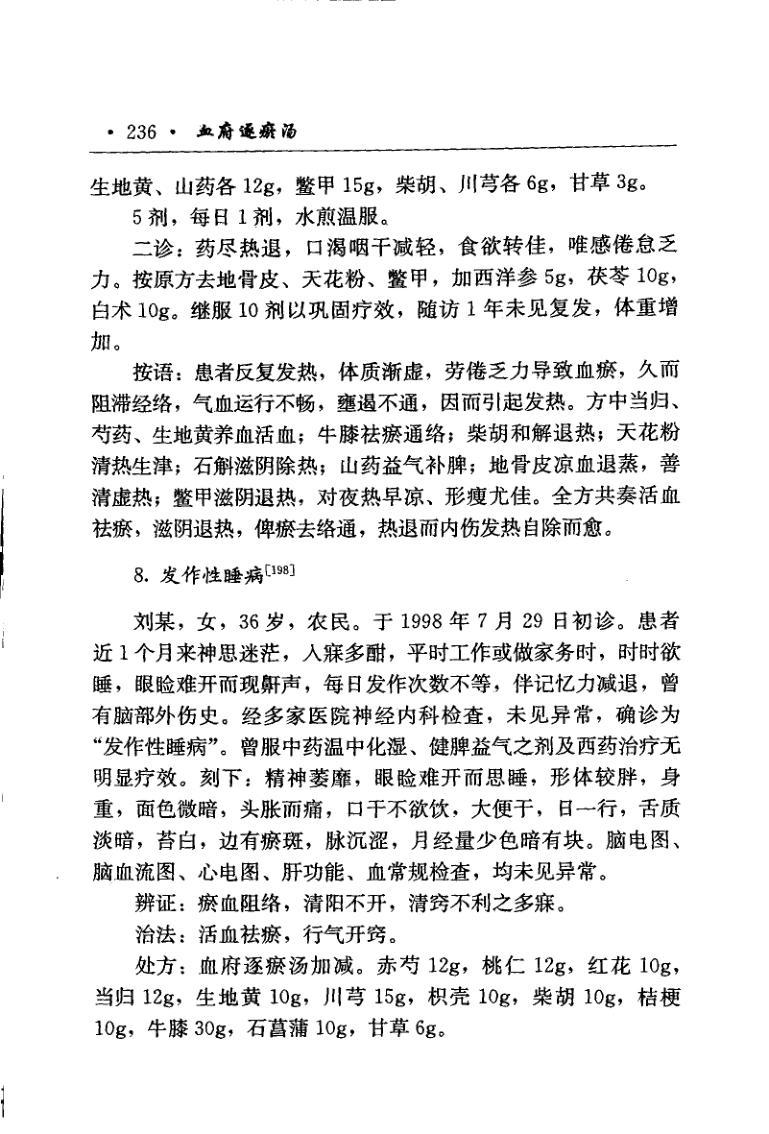 · 236 · 血府逐瘀汤
生地黄、山药各 12g，鳖甲 15g，柴胡、川芎各 6g，甘草 3g。
5 剂，每日 1 剂，水煎温服。
二诊：药尽热退，口渴咽干减轻，食欲转佳，唯感倦怠乏
力。按原方去地骨皮、天花粉、鳖甲，加西洋参 5g，茯苓 10g，
白术 10g。继服 10 剂以巩固疗效，随访 1 年未见复发，体重增
加。
按语：患者反复发热，体质渐虚，劳倦乏力导致血瘀，久而
阻滞经络，气血运行不畅，壅遏不通，因而引起发热。方中当归、
芍药、生地黄养血活血；牛膝祛瘀通络；柴胡和解退热；天花粉
清热生津；石斛滋阴除热；山药益气补脾；地骨皮凉血退蒸，善
清虚热；鳖甲滋阴退热，对夜热早凉、形瘦尤佳。全方共奏活血
祛瘀，滋阴退热，俾瘀去络通，热退而内伤发热自除而愈。
8. 发作性睡病[198]
刘某，女，36 岁，农民。于 1998 年 7 月 29 日初诊。患者
近 1 个月来神思迷茫，入寐多酣，平时工作或做家务时，时时欲
睡，眼睑难开而现鼾声，每日发作次数不等，伴记忆力减退，曾
有脑部外伤史。经多家医院神经内科检查，未见异常，确诊为
“发作性睡病”。曾服中药温中化湿、健脾益气之剂及西药治疗无
明显疗效。刻下：精神萎靡，眼睑难开而思睡，形体较胖，身
重，面色微暗，头胀而痛，口干不欲饮，大便干，日一行，舌质
淡暗，苔白，边有瘀斑，脉沉涩，月经量少色暗有块。脑电图、
脑血流图、心电图、肝功能、血常规检查，均未见异常。
辨证：瘀血阻络，清阳不开，清窍不利之多寐。
治法：活血祛瘀，行气开窍。
处方：血府逐瘀汤加减。赤芍 12g，桃仁 12g，红花 10g，
当归 12g，生地黄 10g，川芎 15g，枳壳 10g，柴胡 10g，桔梗
10g，牛膝 30g，石菖蒲 10g，甘草 6g。